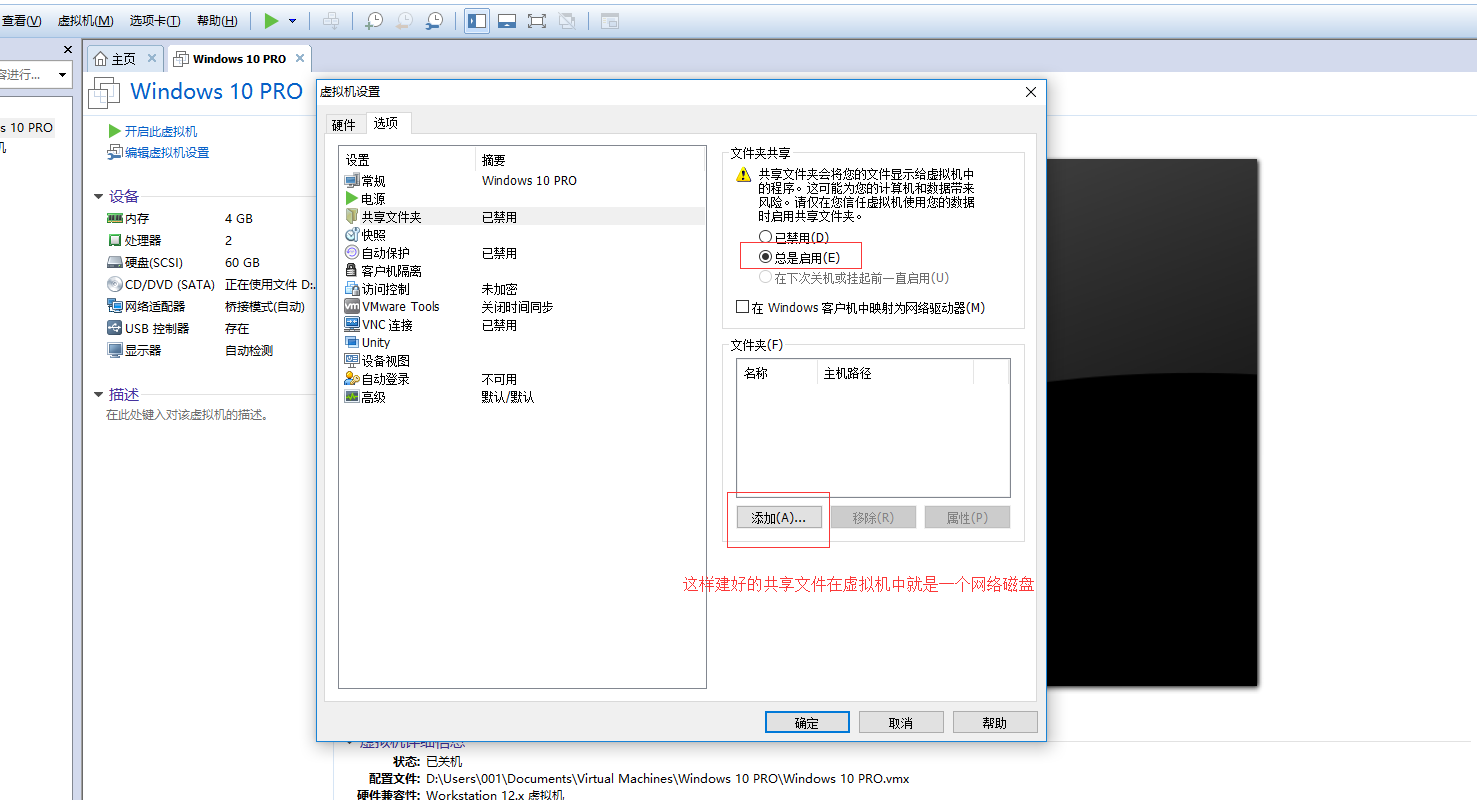 查看(V) 虚拟机(M) 选项卡(T) 帮助(H)
主页 Windows 10 PRO
容进行...
s 10 PRO
机
Windows 10 PRO
开启此虚拟机
编辑虚拟机设置
设备
内存 4 GB
处理器 2
硬盘(SCSI) 60 GB
CD/DVD (SATA) 正在使用文件 D:..
网络适配器 桥接模式(自动)
USB 控制器 存在
显示器 自动检测
描述
在此处键入对该虚拟机的描述。
虚拟机设置
硬件 选项
设置 摘要
常规 Windows 10 PRO
电源
共享文件夹 已禁用
快照
自动保护 已禁用
客户机隔离
访问控制 未加密
VMware Tools 关闭时间同步
VNC 连接 已禁用
Unity
设备视图
自动登录 不可用
高级 默认/默认
文件夹共享
共享文件夹会将您的文件显示给虚拟机中
的程序。这可能为您的计算机和数据带来
风险。请仅在您信任虚拟机使用您的数据
时启用共享文件夹。
已禁用(D)
总是启用(E)
在下次关机或挂起前一直启用(U)
在 Windows 客户机中映射为网络驱动器(M)
文件夹(F)
名称 主机路径
添加(A)... 移除(R) 属性(P)
这样建好的共享文件在虚拟机中就是一个网络磁盘
确定 取消 帮助
虚拟机详细信息
状态: 已关机
配置文件: D:\Users\001\Documents\Virtual Machines\Windows 10 PRO\Windows 10 PRO.vmx
硬件兼容性: Workstation 12.x 虚拟机